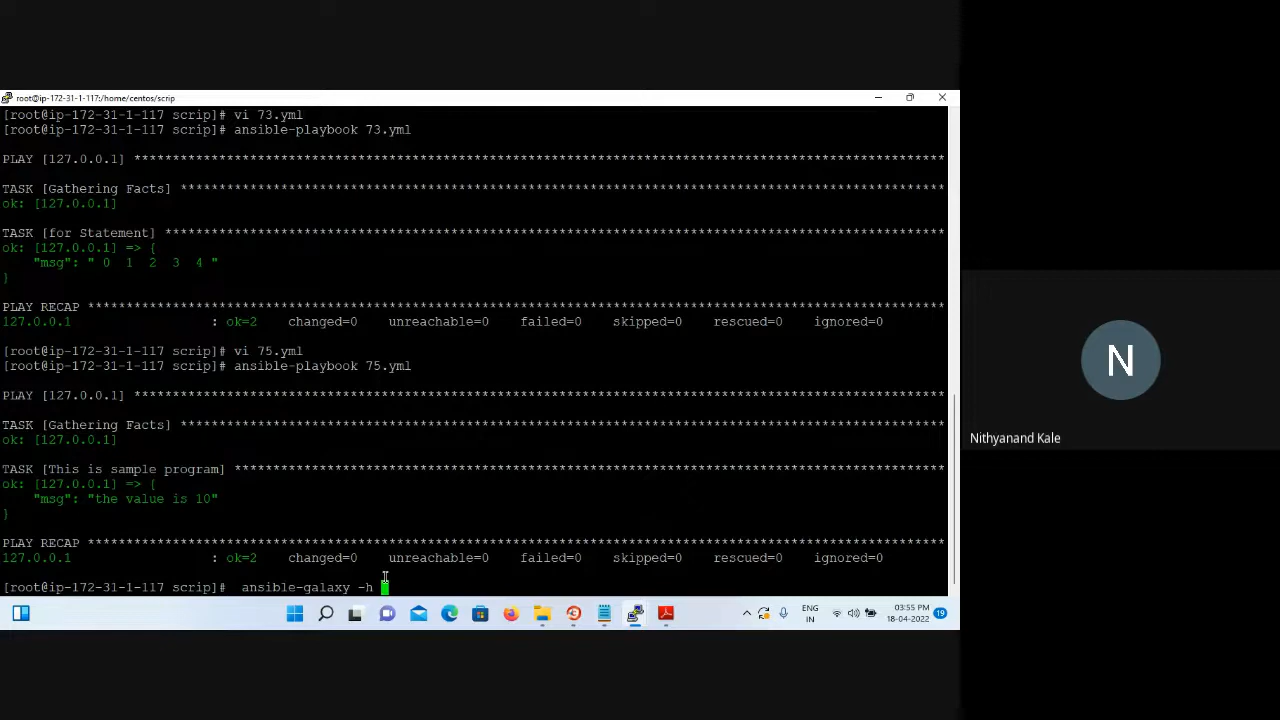 root@ip-172-31-1-117:/home/centos/scrip
[root@ip-172-31-1-117 scrip]# vi 73.yml
[root@ip-172-31-1-117 scrip]# ansible-playbook 73.yml
PLAY [127.0.0.1] *******************************************************************************************************
TASK [Gathering Facts] *************************************************************************************************
ok: [127.0.0.1]
TASK [for Statement] ***************************************************************************************************
ok: [127.0.0.1] => {
"msg": " 0  1  2  3  4 "
}
PLAY RECAP *************************************************************************************************************
127.0.0.1 : ok=2 changed=0 unreachable=0 failed=0 skipped=0 rescued=0 ignored=0
[root@ip-172-31-1-117 scrip]# vi 75.yml
[root@ip-172-31-1-117 scrip]# ansible-playbook 75.yml
PLAY [127.0.0.1] *******************************************************************************************************
TASK [Gathering Facts] *************************************************************************************************
ok: [127.0.0.1]
TASK [This is sample program] ******************************************************************************************
ok: [127.0.0.1] => {
"msg": "the value is 10"
}
PLAY RECAP *************************************************************************************************************
127.0.0.1 : ok=2 changed=0 unreachable=0 failed=0 skipped=0 rescued=0 ignored=0
[root@ip-172-31-1-117 scrip]#  ansible-galaxy -h
ENG
IN
03:55 PM
18-04-2022
19
N
Nithyanand Kale